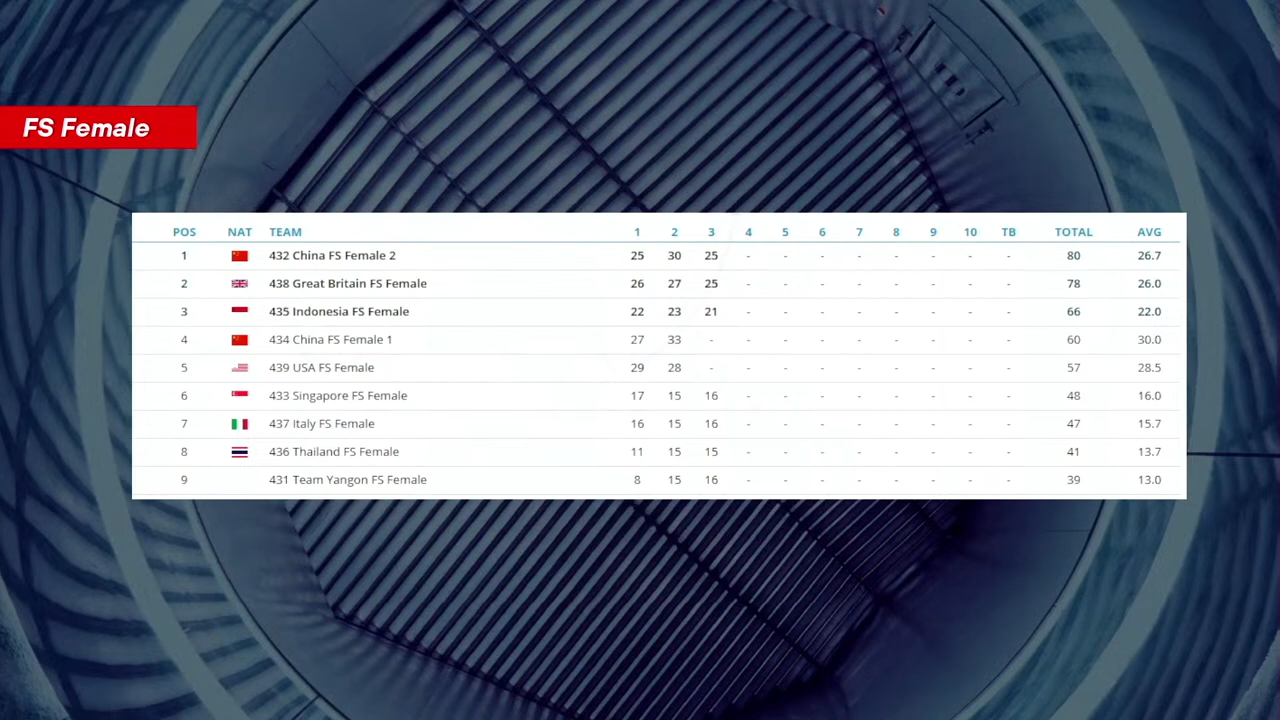 FS Female
POS NAT TEAM 1 2 3 4 5 6 7 8 9 10 TB TOTAL AVG
1 432 China FS Female 2 25 30 25 - - - - - - - - 80 26.7
2 438 Great Britain FS Female 26 27 25 - - - - - - - - 78 26.0
3 435 Indonesia FS Female 22 23 21 - - - - - - - - 66 22.0
4 434 China FS Female 1 27 33 - - - - - - - - - 60 30.0
5 439 USA FS Female 29 28 - - - - - - - - - 57 28.5
6 433 Singapore FS Female 17 15 16 - - - - - - - - 48 16.0
7 437 Italy FS Female 16 15 16 - - - - - - - - 47 15.7
8 436 Thailand FS Female 11 15 15 - - - - - - - - 41 13.7
9 431 Team Yangon FS Female 8 15 16 - - - - - - - - 39 13.0